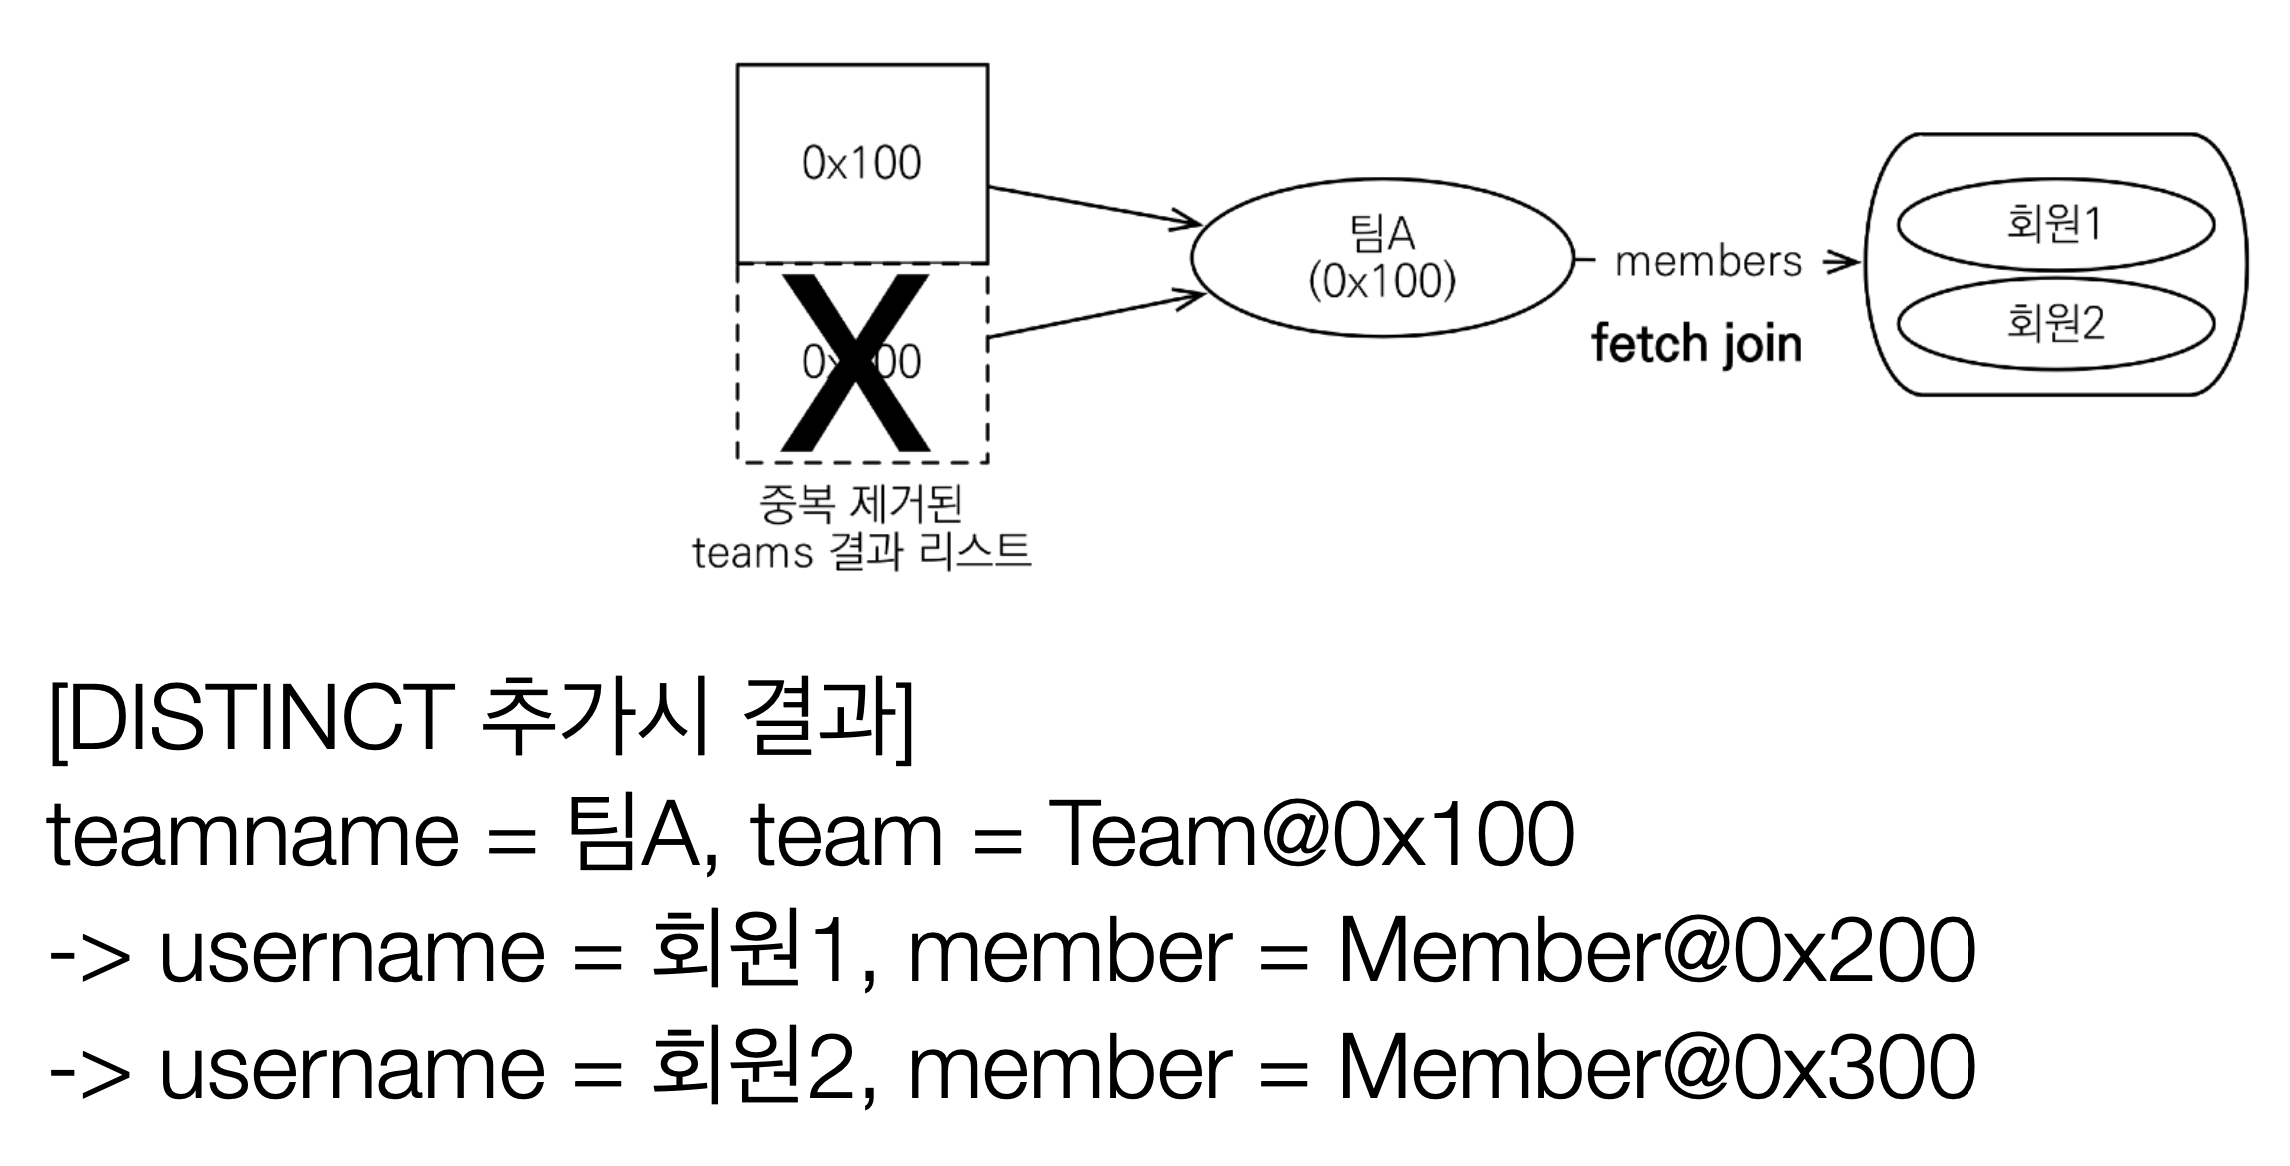 0x100
팀A
(0x100)
members
fetch join
회원1
회원2
중복 제거된
teams 결과 리스트
[DISTINCT 추가시 결과]
teamname = 팀A, team = Team@0x100
-> username = 회원1, member = Member@0x200
-> username = 회원2, member = Member@0x300